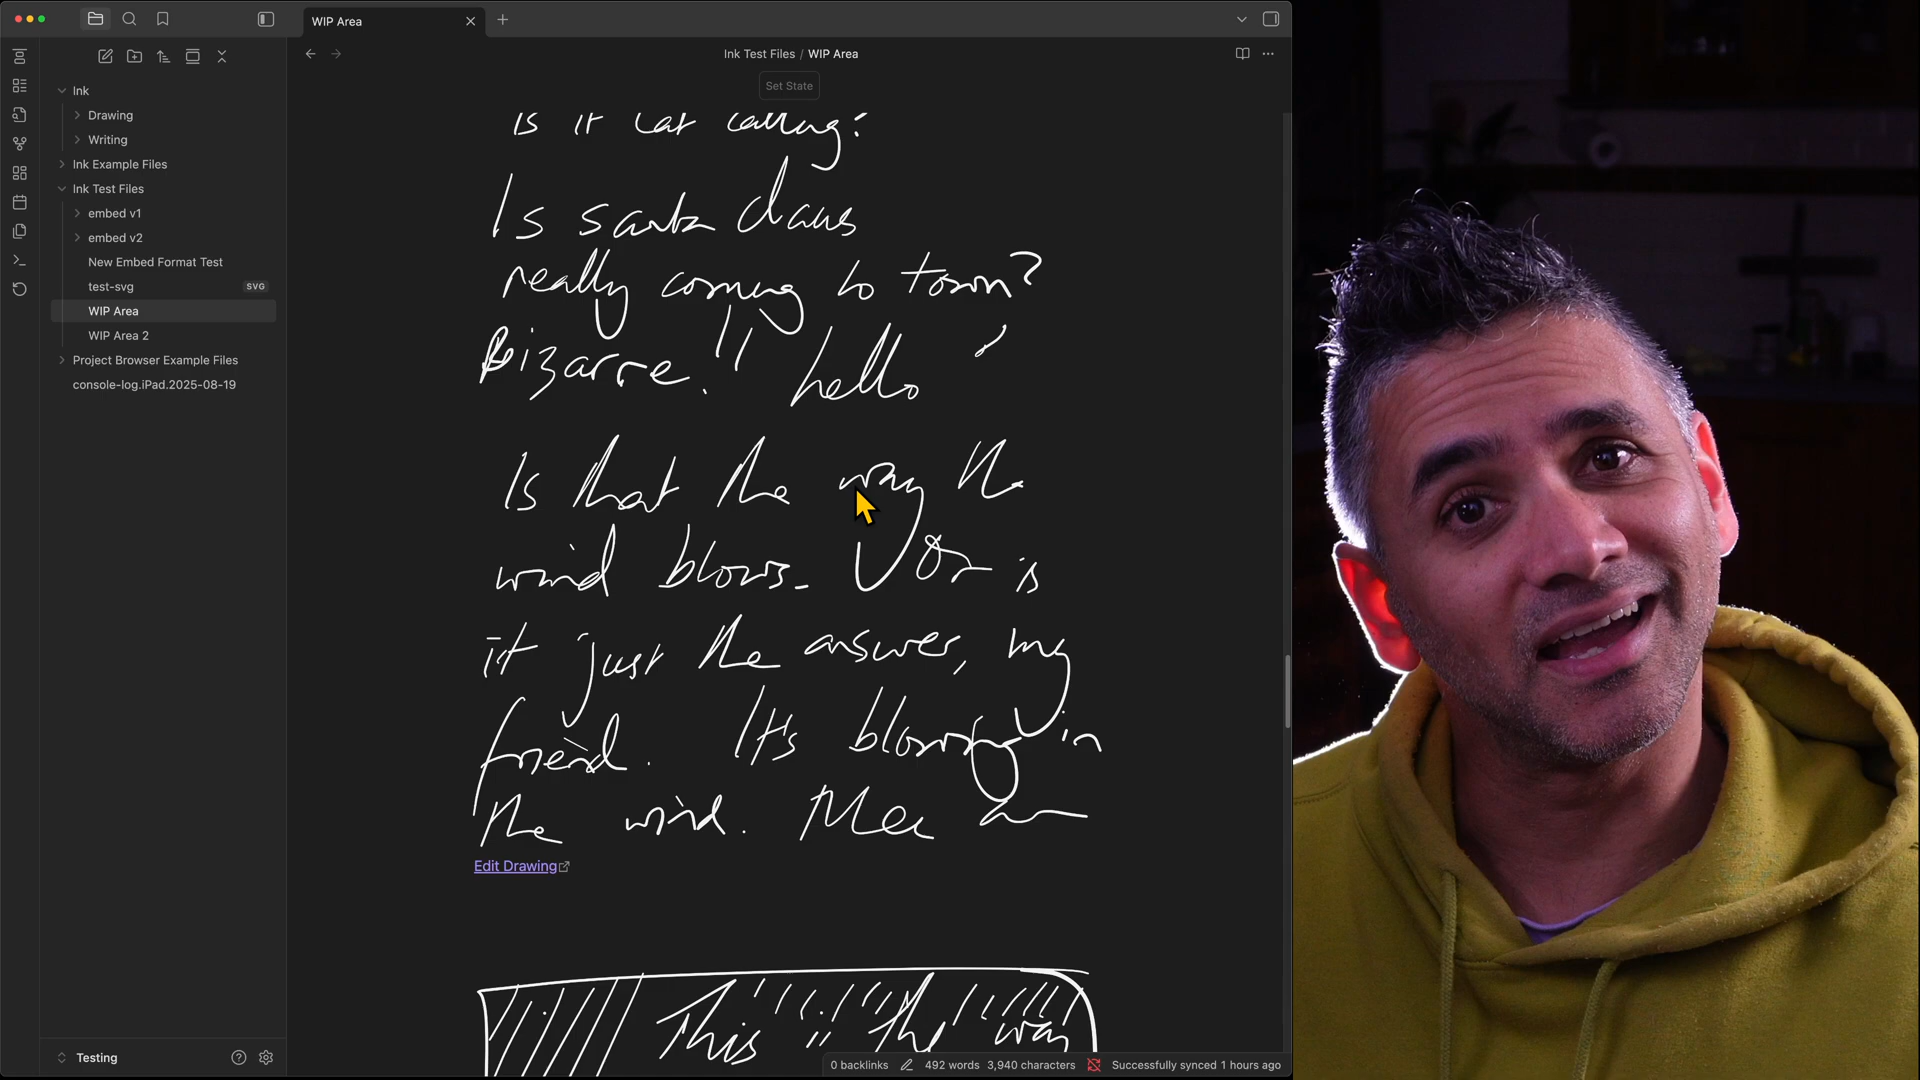 WIP Area
Ink Test Files / WIP Area
Set State
Ink
Drawing
Writing
Ink Example Files
Ink Test Files
embed v1
embed v2
New Embed Format Test
test-svg SVG
WIP Area
WIP Area 2
Project Browser Example Files
console-log.iPad.2025-08-19
Testing
Is it cat calling?
Is santa claus
really coming to town?
Bizarre!! hello
Is that the way the
wind blows. Or is
it just the answer, my
friend. It's blowing in
the wind.
Edit Drawing
This the way
0 backlinks 492 words 3,940 characters Successfully synced 1 hours ago